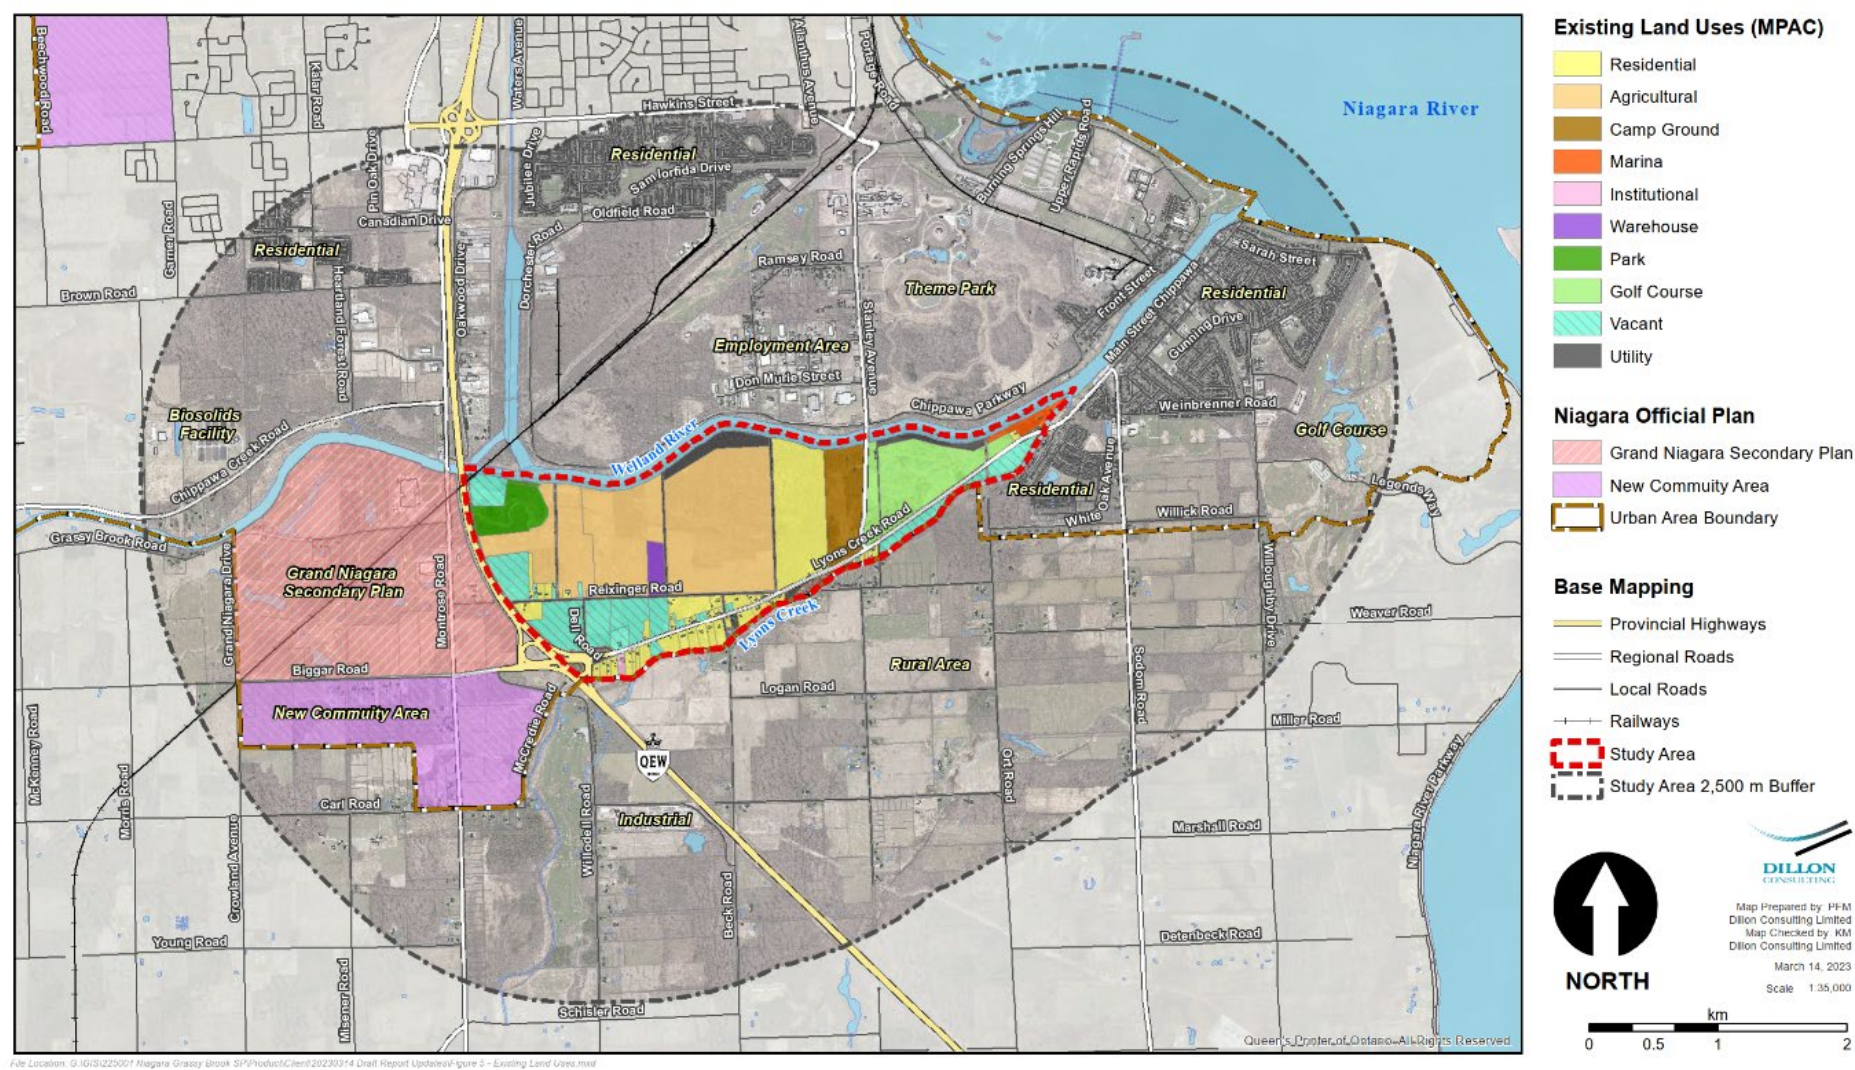 Beechwood Road
Kalar Road
Waters Avenue
Ailanthus Avenue
Portage Road
Hawkins Street
Niagara River
Pin Oak Drive
Jubilee Drive
Residential
Burning Springs Hill
Upper Rapids Road
Garner Road
Canadian Drive
Oldfield Road
Residential
Dorchester Road
Oakwood Drive
Ramsey Road
Sarah Street
Theme Park
Front Street
Main Street Chippawa
Residential
Brown Road
Heartland Forest Road
Stanley Avenue
Employment Area
Gunning Drive
Don Murie Street
Chippawa Parkway
Weinbrenner Road
Biosolids
Facility
Chippawa Creek Road
Welland River
Golf Course
Residential
White Oak Avenue
Legends Way
Willick Road
Grassy Brook Road
Lyons Creek Road
Grand Niagara
Secondary Plan
Grand Niagara Drive
Montrose Road
Reixinger Road
Dell Road
Lyons Creek
Willoughby Drive
Weaver Road
Biggar Road
Rural Area
Logan Road
Sodom Road
New Commuity Area
McCredie Road
Miller Road
McKenney Road
Morris Road
QEW
Ort Road
Niagara River Parkway
Carl Road
Willodell Road
Industrial
Marshall Road
Crowland Avenue
Beck Road
Young Road
Detenbeck Road
Misener Road
Schisler Road
Queen's Printer of Ontario. All Rights Reserved
Existing Land Uses (MPAC)
Residential
Agricultural
Camp Ground
Marina
Institutional
Warehouse
Park
Golf Course
Vacant
Utility
Niagara Official Plan
Grand Niagara Secondary Plan
New Commuity Area
Urban Area Boundary
Base Mapping
Provincial Highways
Regional Roads
Local Roads
Railways
Study Area
Study Area 2,500 m Buffer
DILLON
CONSULTING
Map Prepared by: PFM
Dillon Consulting Limited
Map Checked by: KM
Dillon Consulting Limited
March 14, 2023
Scale 1:35,000
NORTH
km
0 0.5 1 2